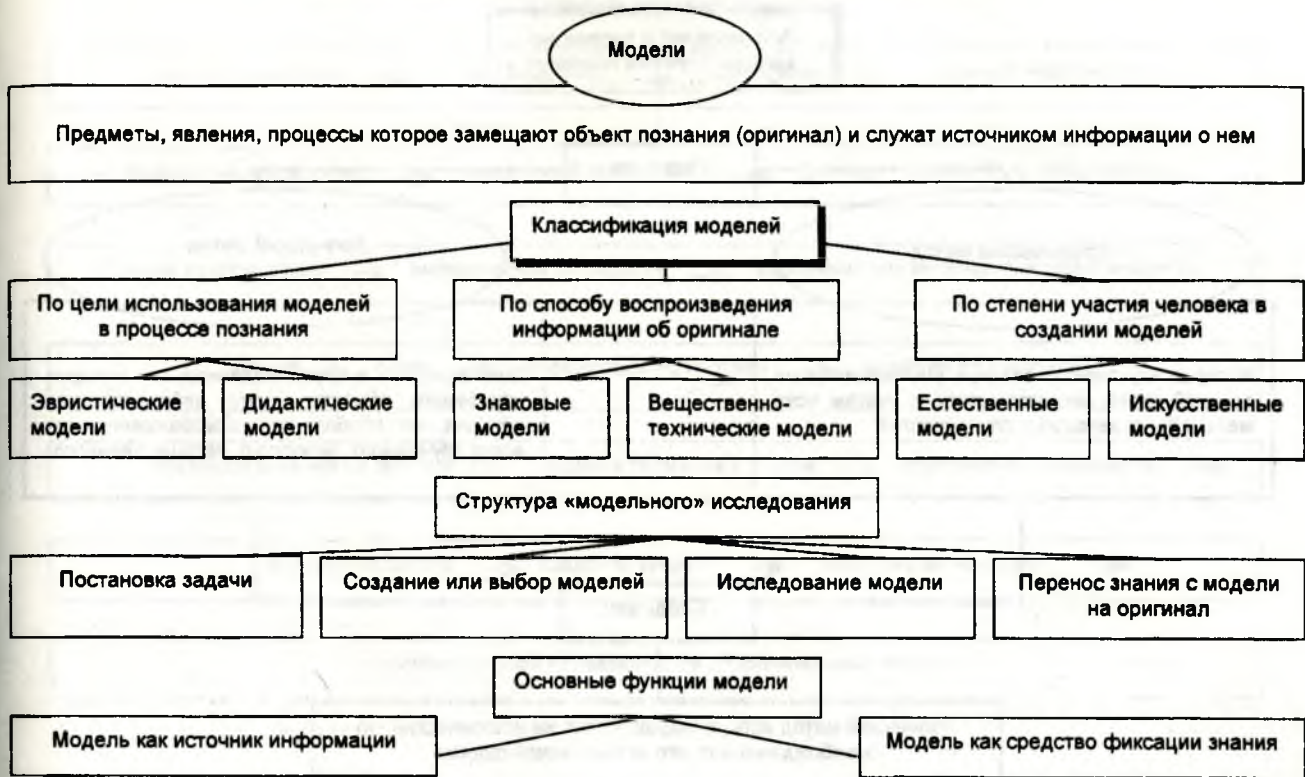 Модели
Предметы, явления, процессы которое замещают объект познания (оригинал) и служат источником информации о нем
Классификация моделей
По цели использования моделей
в процессе познания
По способу воспроизведения
информации об оригинале
По степени участия человека в
создании моделей
Эвристические
модели
Дидактические
модели
Знаковые
модели
Вещественно-
технические модели
Естественные
модели
Искусственные
модели
Структура «модельного» исследования
Постановка задачи
Создание или выбор моделей
Исследование модели
Перенос знания с модели
на оригинал
Основные функции модели
Модель как источник информации
Модель как средство фиксации знания